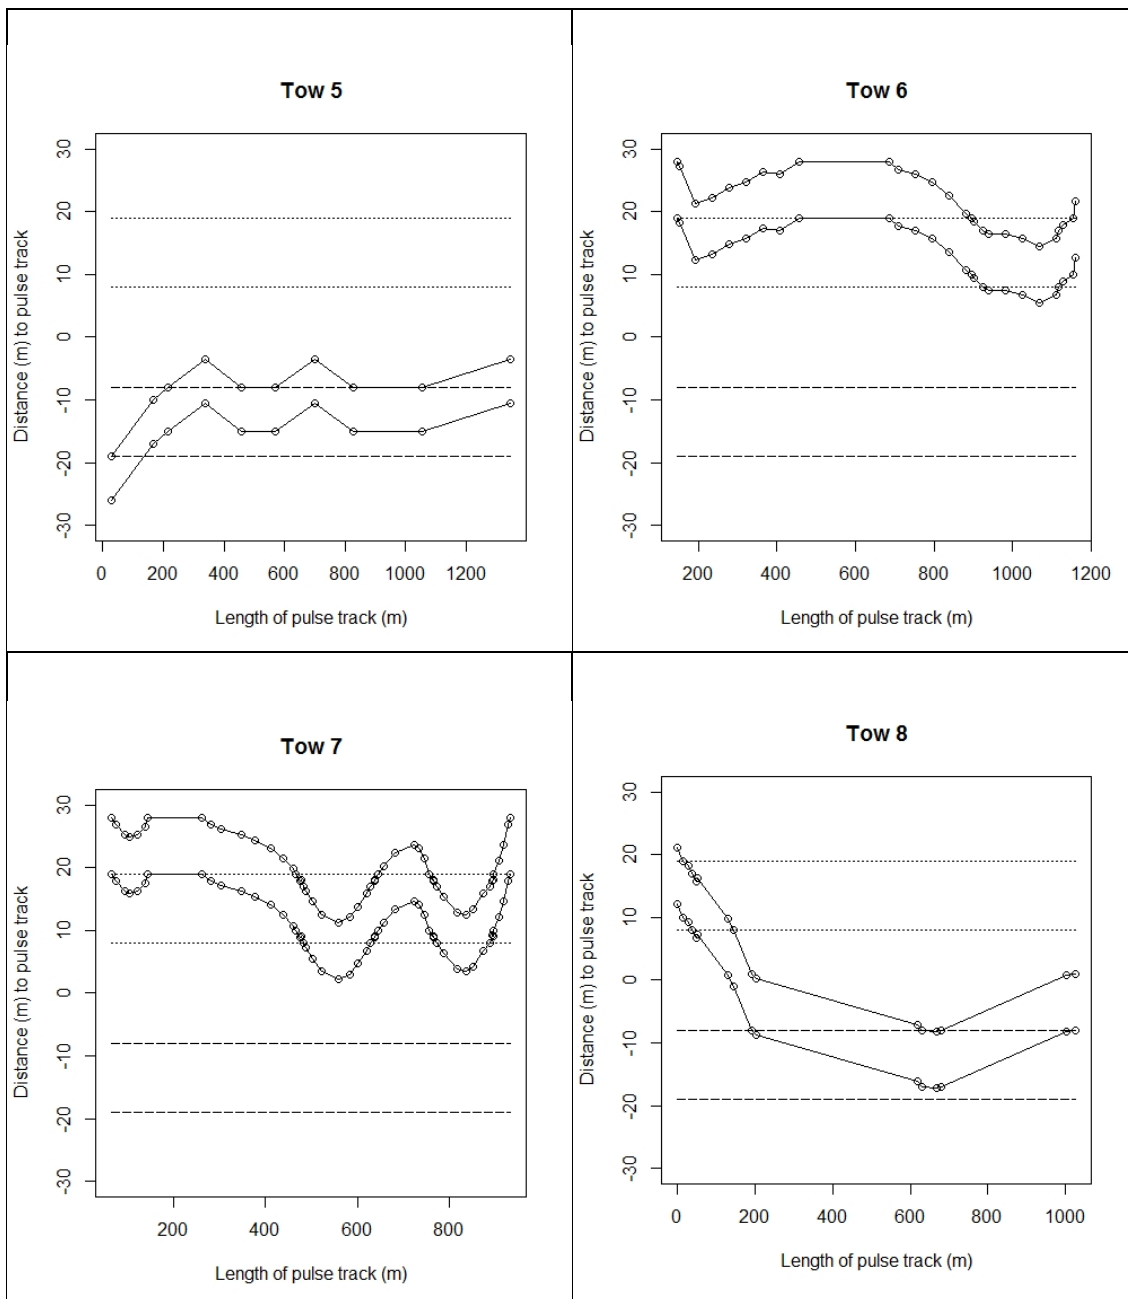 Tow 5
30
20
10
0
-10
-20
-30
Distance (m) to pulse track
0 200 400 600 800 1000 1200
Length of pulse track (m)
Tow 6
30
20
10
0
-10
-20
-30
Distance (m) to pulse track
200 400 600 800 1000 1200
Length of pulse track (m)
Tow 7
30
20
10
0
-10
-20
-30
Distance (m) to pulse track
200 400 600 800
Length of pulse track (m)
Tow 8
30
20
10
0
-10
-20
-30
Distance (m) to pulse track
0 200 400 600 800 1000
Length of pulse track (m)